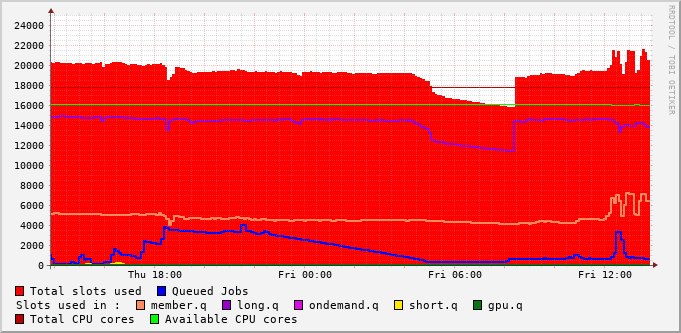 RRDTOOL / TOBI OETIKER
24000
22000
20000
18000
16000
14000
12000
10000
8000
6000
4000
2000
0
Thu 18:00 Fri 00:00 Fri 06:00 Fri 12:00
Total slots used Queued Jobs
Slots used in : member.q long.q ondemand.q short.q gpu.q
Total CPU cores Available CPU cores